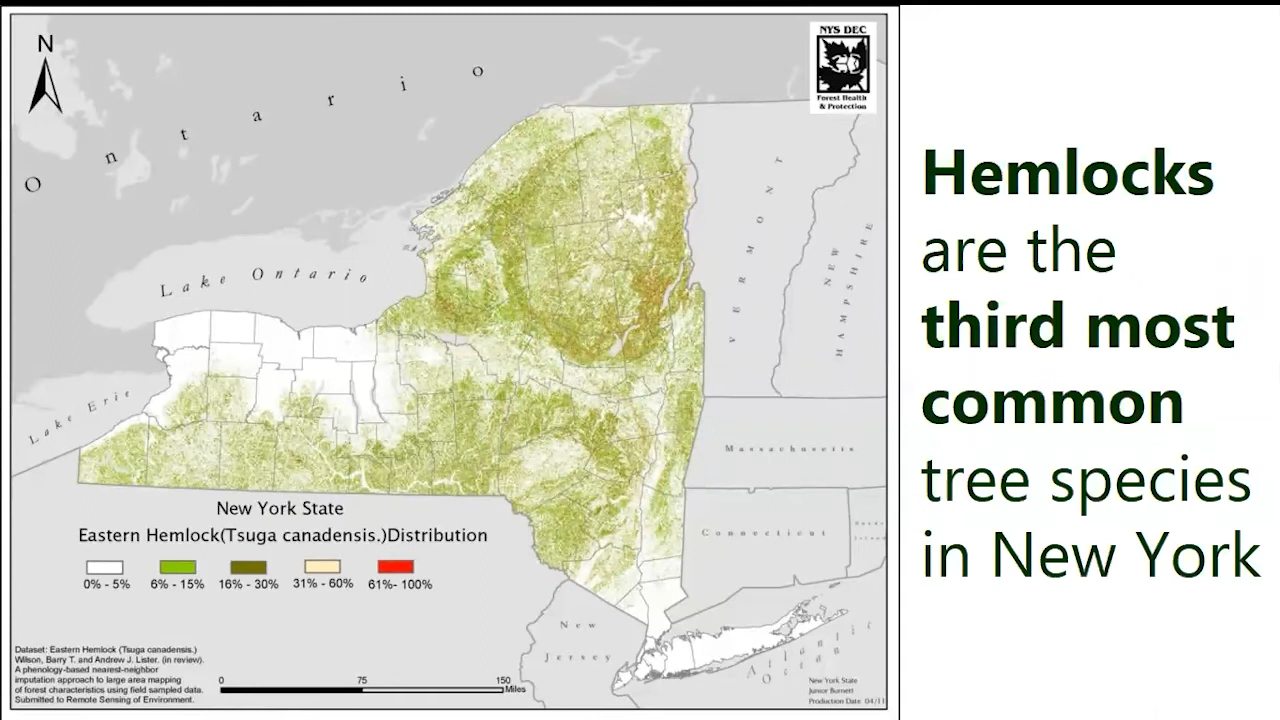 N
NYS DEC
Forest Health
& Protection
Ontario
Lake Ontario
Lake Erie
VERMONT
NEW
HAMPSHIRE
Massachusetts
Connecticut
New
Jersey
Atlantic
Ocean
New York State
Eastern Hemlock(Tsuga canadensis.)Distribution
0% - 5%
6% - 15%
16% - 30%
31% - 60%
61%- 100%
Dataset: Eastern Hemlock (Tsuga canadensis.)
Wilson, Barry T. and Andrew J. Lister. (in review).
A phenology-based nearest-neighbor
imputation approach to large area mapping
of forest characteristics using field sampled data.
Submitted to Remote Sensing of Environment.
0 75 150
Miles
New York State
Junior Burnett
Production Date: 04/11
Hemlocks
are the
third most
common
tree species
in New York